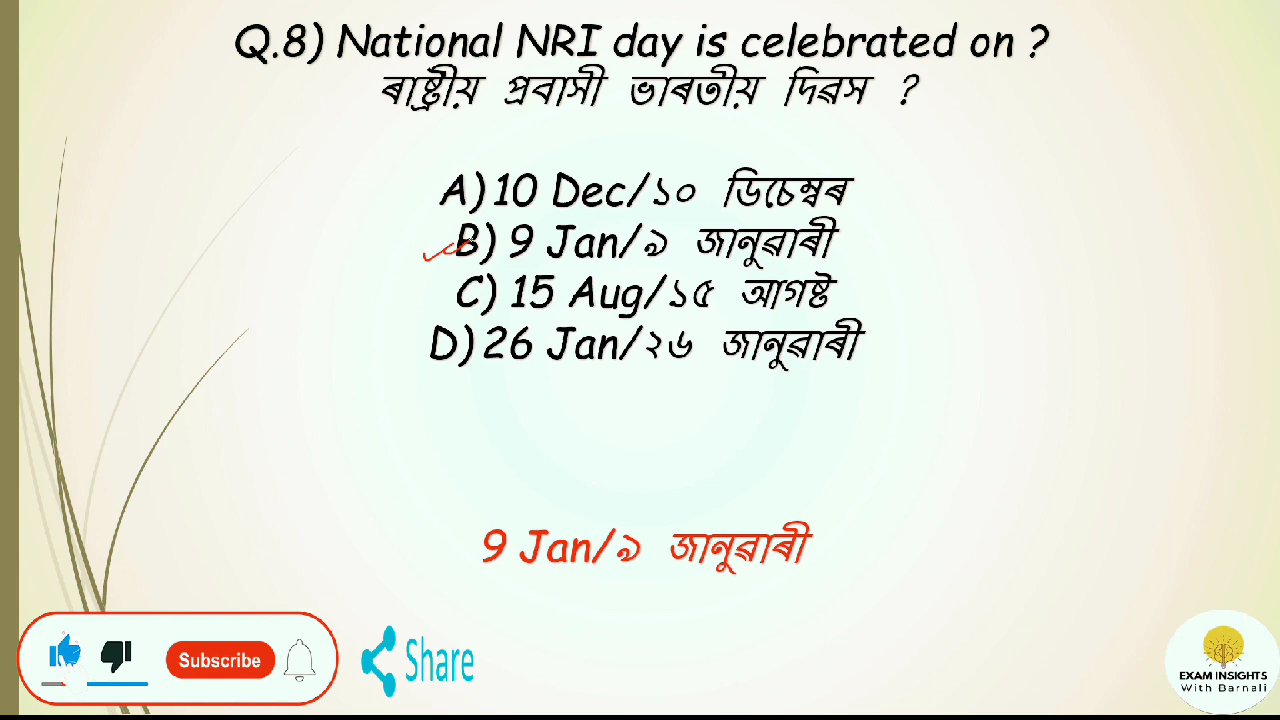 Q.8) National NRI day is celebrated on ?
ৰাষ্ট্ৰীয় প্ৰবাসী ভাৰতীয় দিৱস ?
A) 10 Dec/১০ ডিচেম্বৰ
B) 9 Jan/৯ জানুৱাৰী
C) 15 Aug/১৫ আগষ্ট
D) 26 Jan/২৬ জানুৱাৰী
9 Jan/৯ জানুৱাৰী
Subscribe
Share
EXAM INSIGHTS
With Barnali